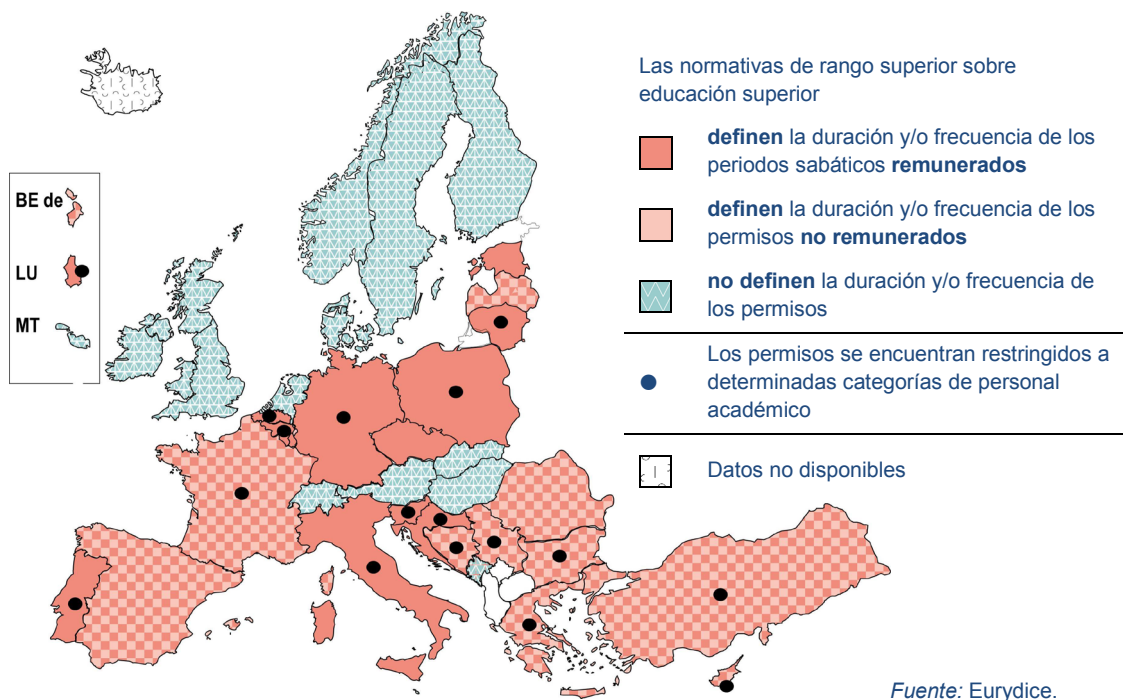 BE de
LU
MT
Las normativas de rango superior sobre
educación superior
definen la duración y/o frecuencia de los
periodos sabáticos remunerados
definen la duración y/o frecuencia de los
permisos no remunerados
no definen la duración y/o frecuencia de
los permisos
Los permisos se encuentran restringidos a
determinadas categorías de personal
académico
Datos no disponibles
Fuente: Eurydice.